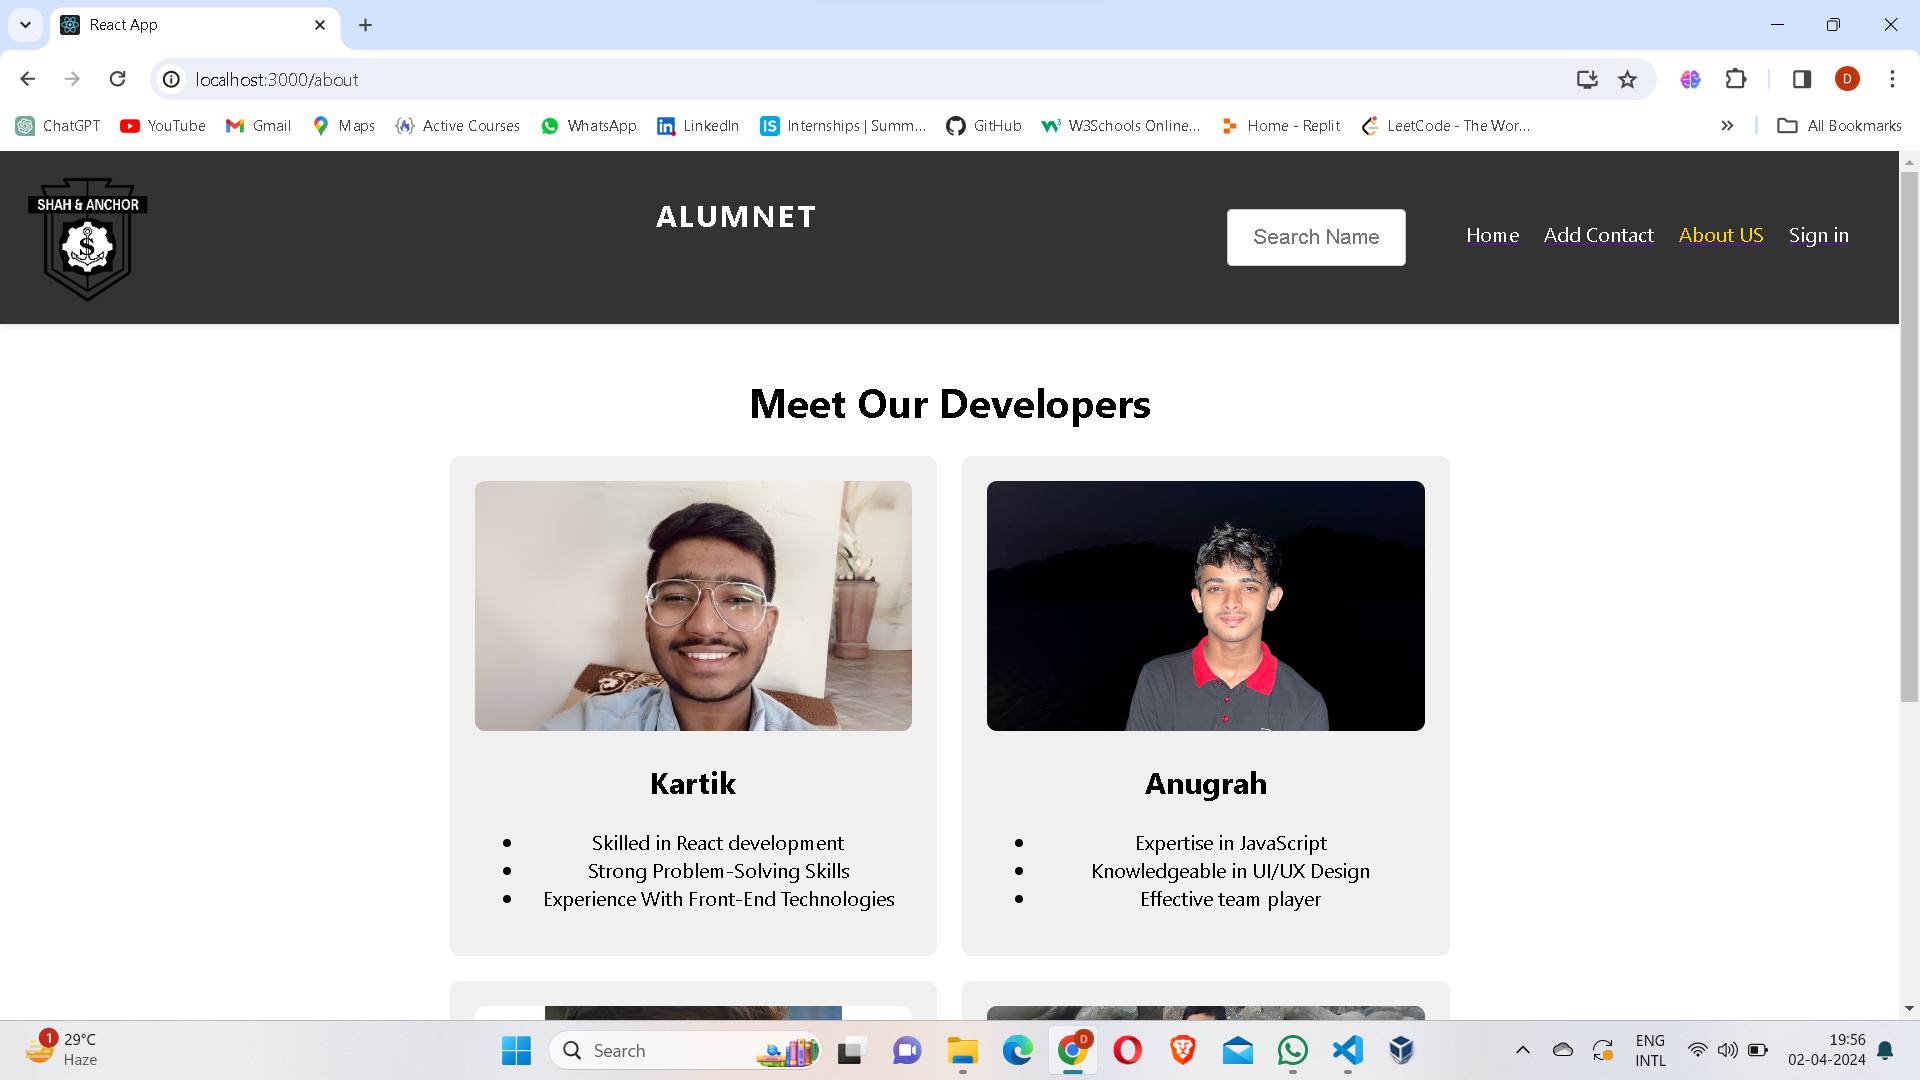 React App
localhost:3000/about
D
ChatGPT
YouTube
Gmail
Maps
Active Courses
WhatsApp
LinkedIn
Internships | Summ...
GitHub
W3Schools Online...
Home - Replit
LeetCode - The Wor...
All Bookmarks
SHAH & ANCHOR
ALUMNET
Search Name
Home
Add Contact
About US
Sign in
Meet Our Developers
Kartik
Skilled in React development
Strong Problem-Solving Skills
Experience With Front-End Technologies
Anugrah
Expertise in JavaScript
Knowledgeable in UI/UX Design
Effective team player
1
29°C
Haze
Search
D
ENG
INTL
19:56
02-04-2024